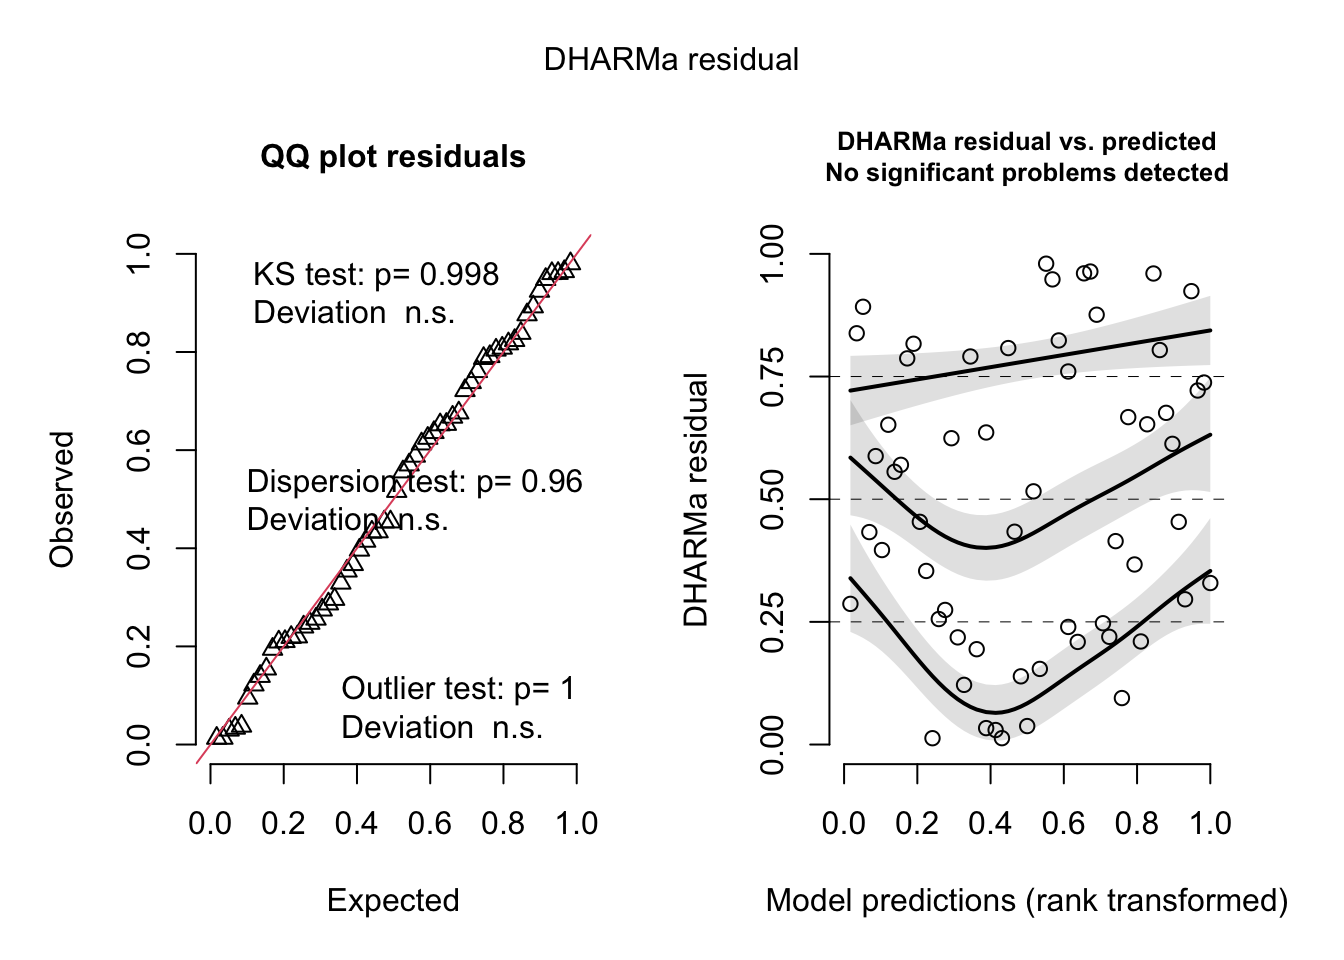 DHARMa residual
QQ plot residuals
KS test: p= 0.998
Deviation  n.s.
Dispersion test: p= 0.96
Deviation  n.s.
Outlier test: p= 1
Deviation  n.s.
Observed
1.0
0.8
0.6
0.4
0.2
0.0
0.0 0.2 0.4 0.6 0.8 1.0
Expected
DHARMa residual vs. predicted
No significant problems detected
DHARMa residual
1.00
0.75
0.50
0.25
0.00
0.0 0.2 0.4 0.6 0.8 1.0
Model predictions (rank transformed)